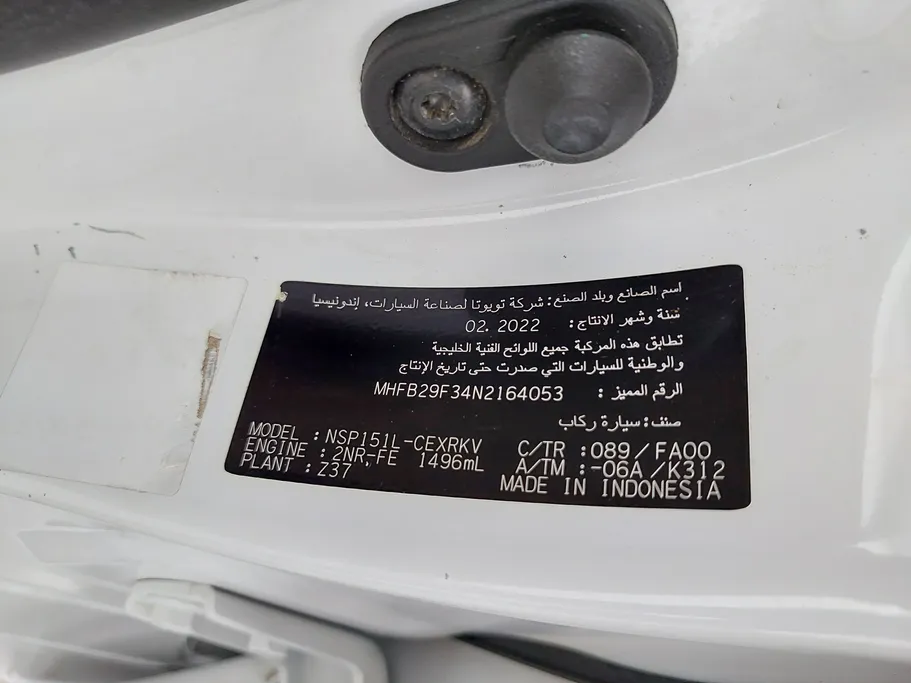 اسم الصانع وبلد الصنع: شركة تويوتا لصناعة السيارات، إندونيسيا
سنة وشهر الانتاج: 02. 2022
تطابق هذه المركبة جميع اللوائح الفنية الخليجية
والوطنية للسيارات التي صدرت حتى تاريخ الإنتاج
الرقم المميز : MHFB29F34N2164053
صنف: سيارة ركاب
MODEL : NSP151L-CEXRKV C/TR : 089 / FA00
ENGINE : 2NR-FE 1496mL A/TM : -06A / K312
PLANT : Z37 MADE IN INDONESIA